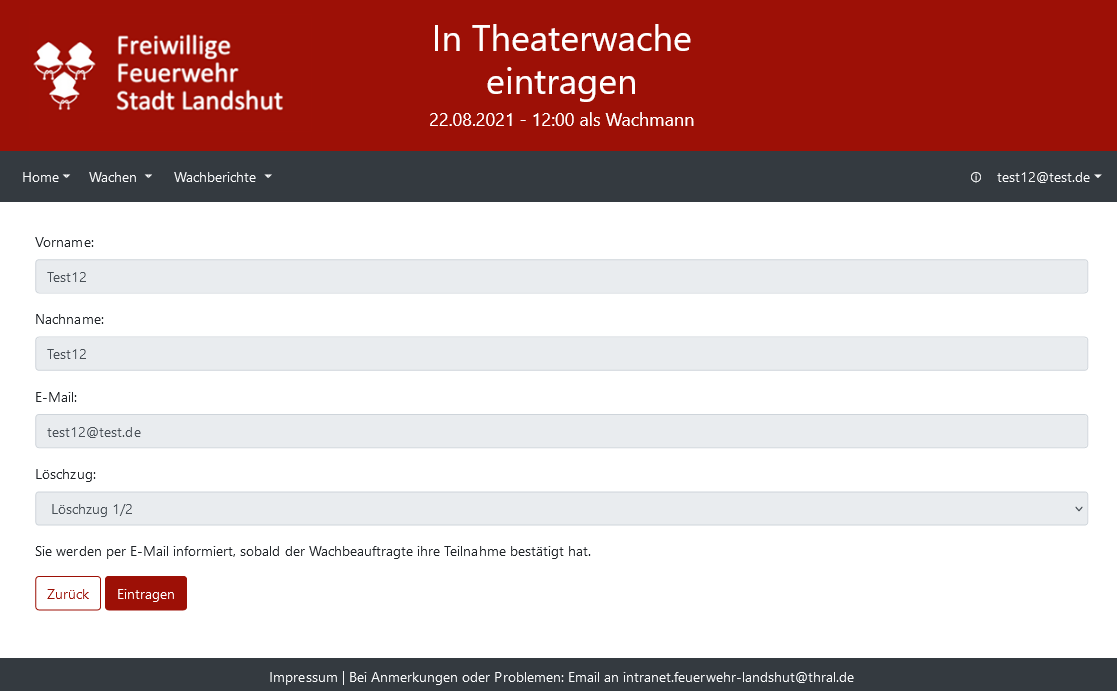 Freiwillige
Feuerwehr
Stadt Landshut
In Theaterwache
eintragen
22.08.2021 - 12:00 als Wachmann
Home Wachen Wachberichte test12@test.de
Vorname:
Test12
Nachname:
Test12
E-Mail:
test12@test.de
Löschzug:
Löschzug 1/2
Sie werden per E-Mail informiert, sobald der Wachbeauftragte ihre Teilnahme bestätigt hat.
Zurück Eintragen
Impressum | Bei Anmerkungen oder Problemen: Email an intranet.feuerwehr-landshut@thral.de